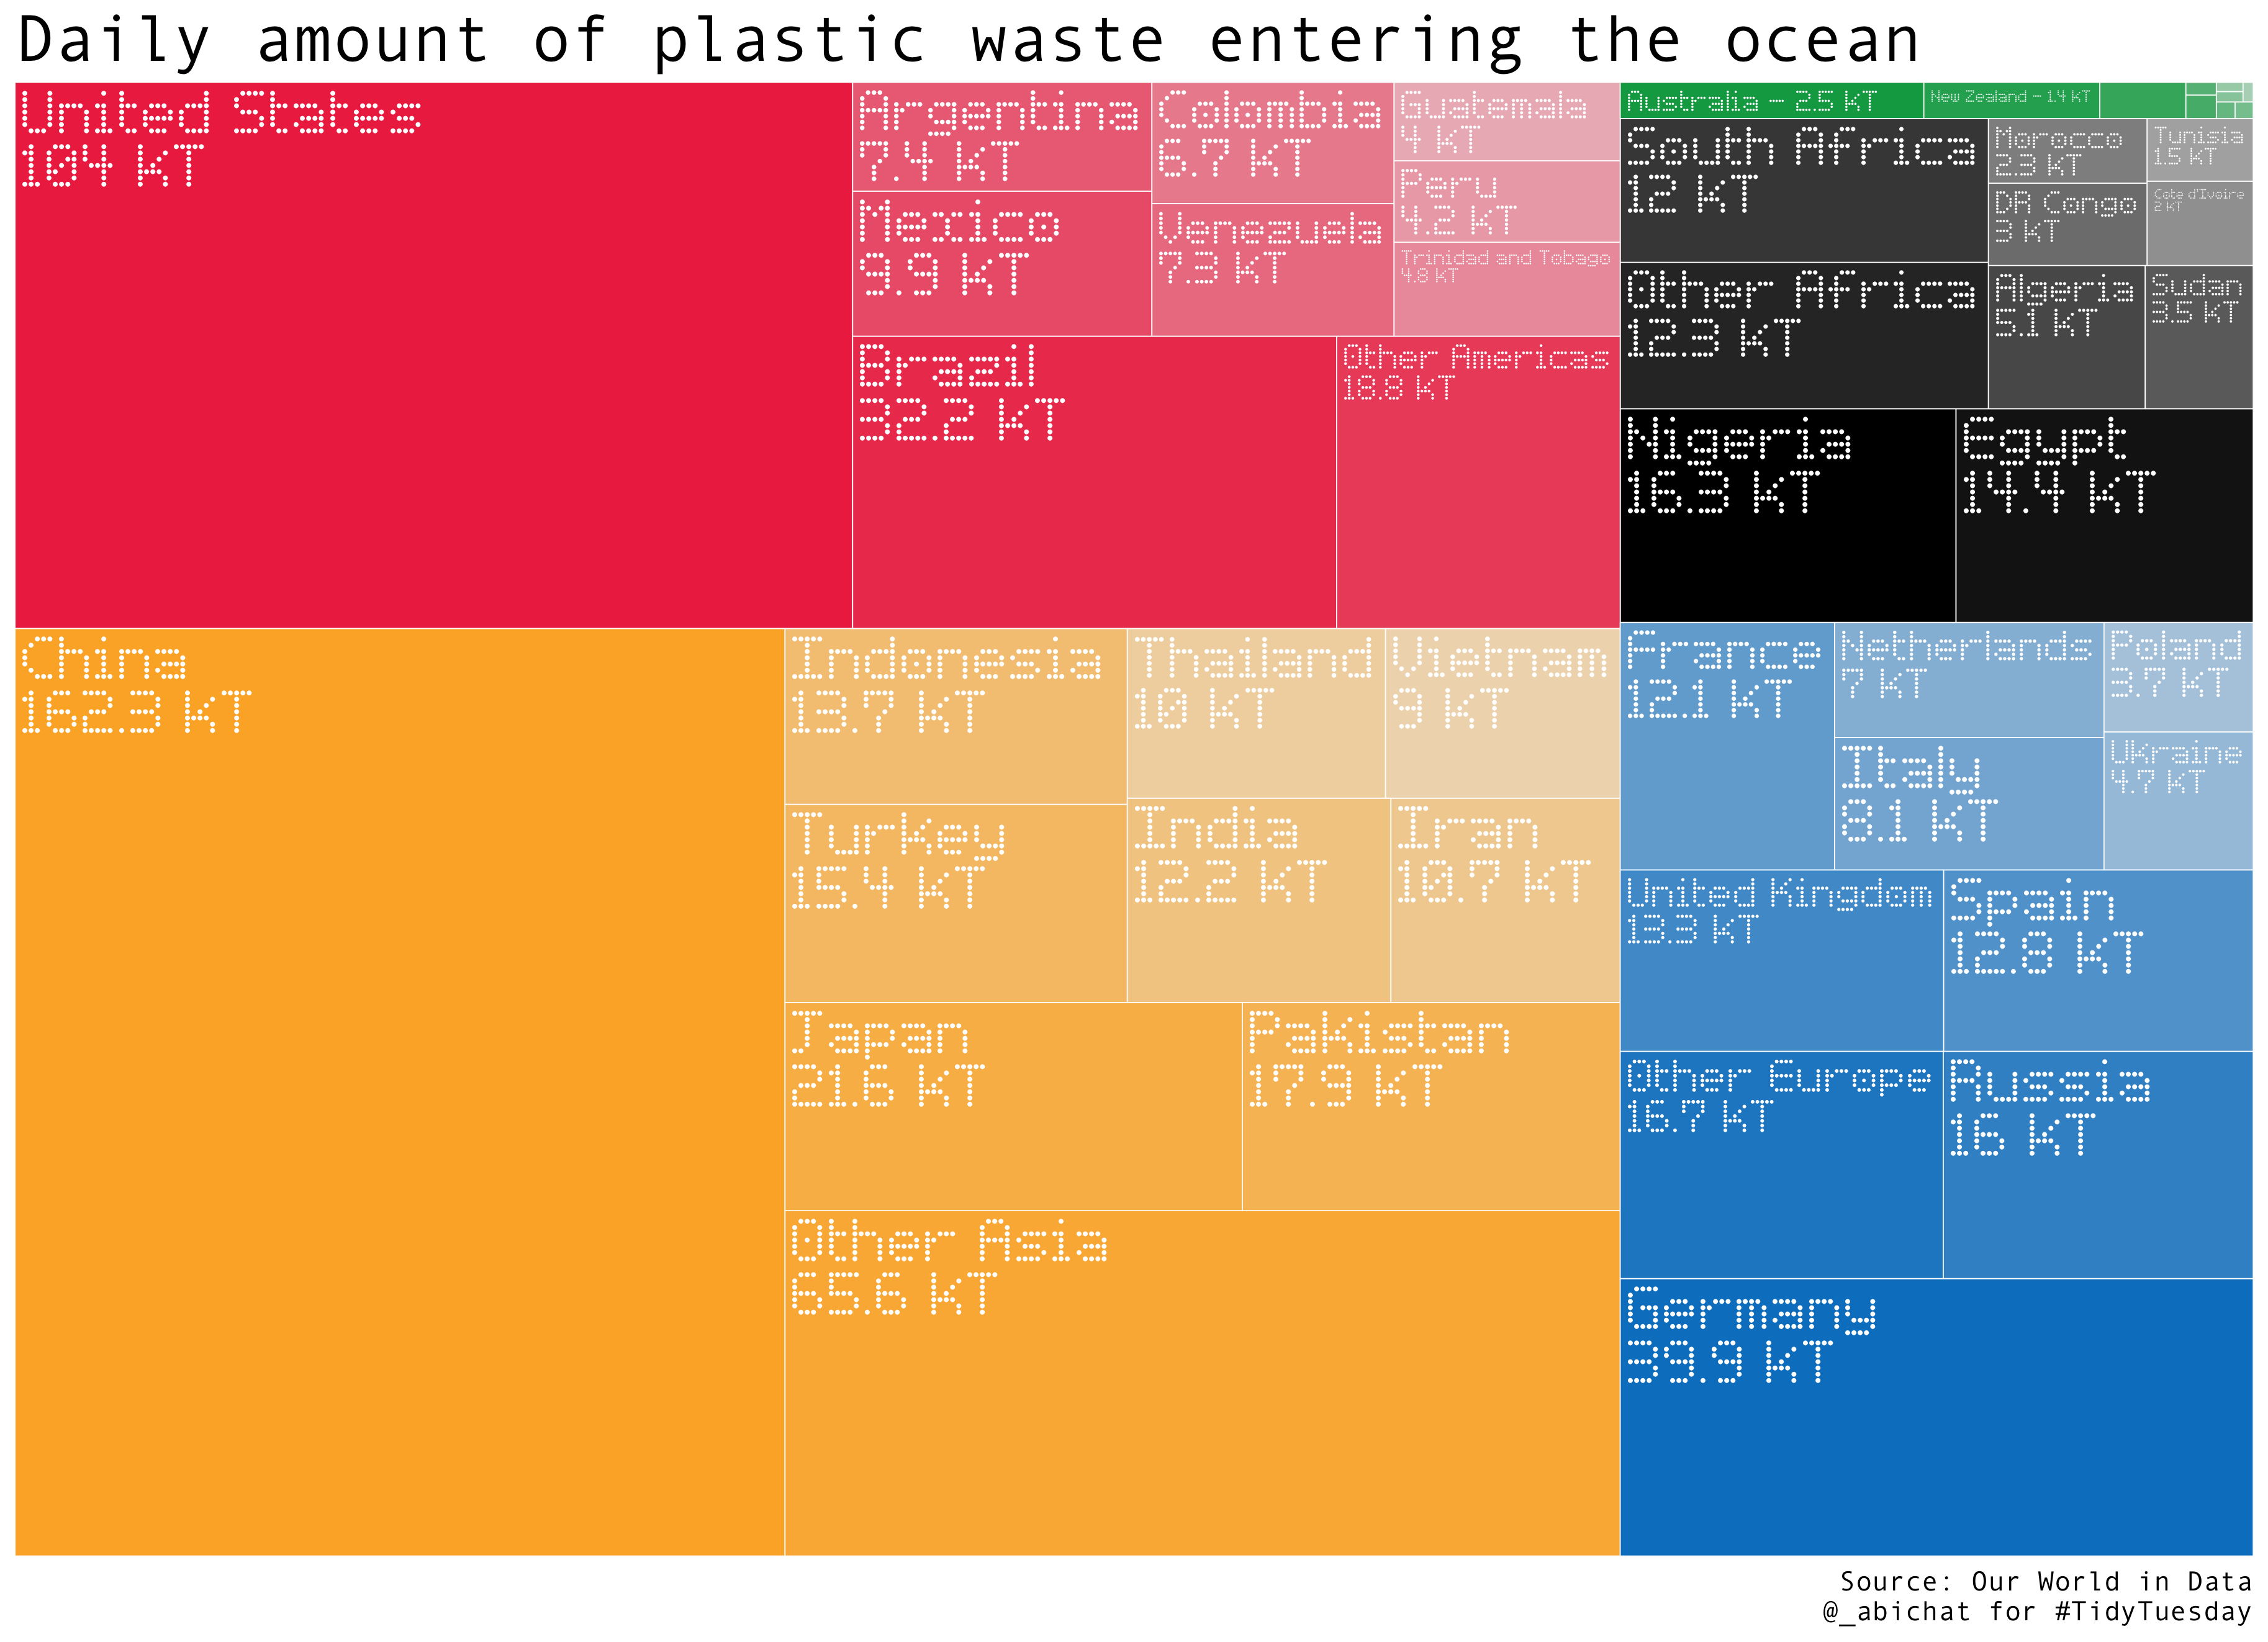 Daily amount of plastic waste entering the ocean
United States
104 kT
Argentina
7.4 kT
Mexico
9.9 kT
Colombia
6.7 kT
Venezuela
7.3 kT
Guatemala
4 kT
Peru
4.2 kT
Trinidad and Tobago
4.8 kT
Brazil
32.2 kT
Other Americas
18.8 kT
Australia - 2.5 kT
New Zealand - 1.4 kT
South Africa
12 kT
Morocco
2.3 kT
Tunisia
1.5 kT
DR Congo
3 kT
Cote d'Ivoire
2 kT
Other Africa
12.3 kT
Algeria
5.1 kT
Sudan
3.5 kT
Nigeria
16.3 kT
Egypt
14.4 kT
China
162.3 kT
Indonesia
13.7 kT
Thailand
10 kT
Vietnam
9 kT
Turkey
15.4 kT
India
12.2 kT
Iran
10.7 kT
Japan
21.6 kT
Pakistan
17.9 kT
Other Asia
65.6 kT
France
12.1 kT
Netherlands
7 kT
Poland
3.7 kT
Italy
8.1 kT
Ukraine
4.7 kT
United Kingdom
13.3 kT
Spain
12.8 kT
Other Europe
16.7 kT
Russia
16 kT
Germany
39.9 kT
Source: Our World in Data
@_abichat for #TidyTuesday